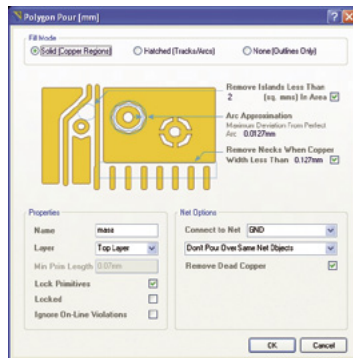 Polygon Pour [mm]
Fill Mode
Solid (Copper Regions) Hatched (Tracks/Arcs) None (Outlines Only)
Remove Islands Less Than
2 (sq. mms) In Area
Arc Approximation
Maximum Deviation From Perfect
Arc 0.0127mm
Remove Necks When Copper
Width Less Than 0.127mm
Properties
Name masa
Layer Top Layer
Min Prim Length 0.07mm
Lock Primitives
Locked
Ignore On-Line Violations
Net Options
Connect to Net GND
Don't Pour Over Same Net Objects
Remove Dead Copper
OK Cancel